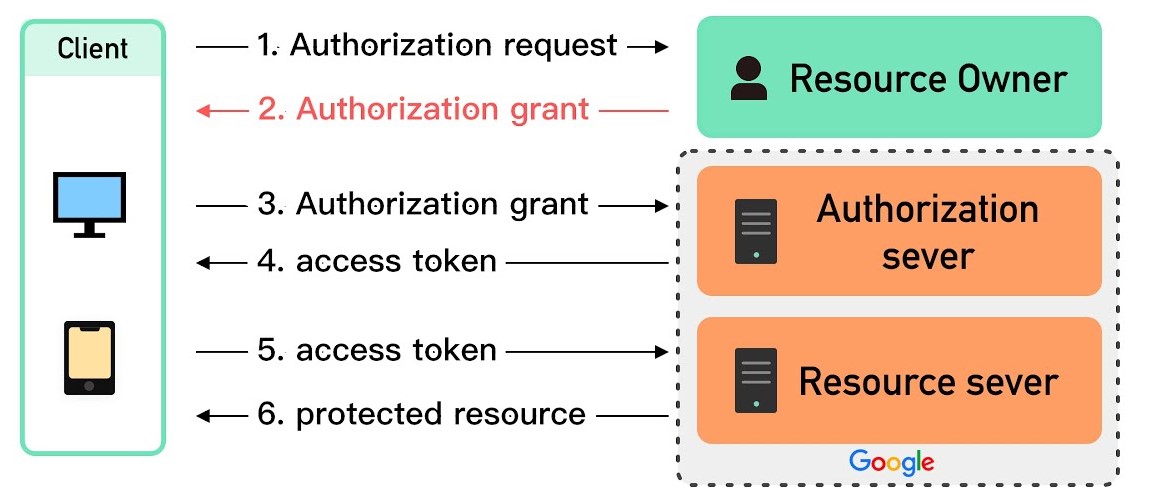 Client
1. Authorization request
Resource Owner
2. Authorization grant
3. Authorization grant
Authorization
sever
4. access token
5. access token
Resource sever
6. protected resource
Google